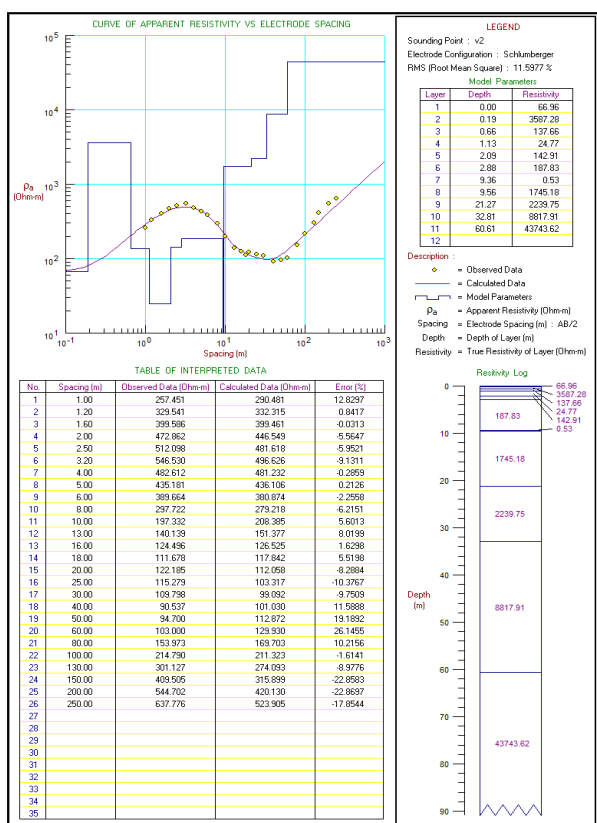 CURVE OF APPARENT RESISTIVITY VS ELECTRODE SPACING
10^5
10^4
10^3
10^2
10^1
ρa
(Ohm-m)
10^-1 10^0 10^1 10^2 10^3
Spacing (m)
TABLE OF INTERPRETED DATA
No. Spacing (m) Observed Data (Ohm-m) Calculated Data (Ohm-m) Error (%)
1 1.00 257.451 290.481 12.8297
2 1.20 329.541 332.315 0.8417
3 1.60 399.586 399.461 -0.0313
4 2.00 472.862 446.549 -5.5647
5 2.50 512.098 481.618 -5.9521
6 3.20 546.530 496.626 -9.1311
7 4.00 482.612 481.232 -0.2859
8 5.00 435.181 436.106 0.2126
9 6.00 389.664 380.874 -2.2558
10 8.00 297.722 279.218 -6.2151
11 10.00 197.332 208.385 5.6013
12 13.00 140.139 151.377 8.0199
13 16.00 124.496 126.525 1.6298
14 18.00 111.678 117.842 5.5198
15 20.00 122.185 112.058 -8.2884
16 25.00 115.279 103.317 -10.3767
17 30.00 109.798 99.092 -9.7509
18 40.00 90.537 101.030 11.5888
19 50.00 94.700 112.872 19.1892
20 60.00 103.000 129.930 26.1455
21 80.00 153.973 169.703 10.2156
22 100.00 214.790 211.323 -1.6141
23 130.00 301.127 274.093 -8.9776
24 150.00 409.505 315.899 -22.8583
25 200.00 544.702 420.130 -22.8697
26 250.00 637.776 523.905 -17.8544
27
28
29
30
31
32
33
34
35
LEGEND
Sounding Point : v2
Electrode Configuration : Schlumberger
RMS (Root Mean Square) : 11.5977 %
Model Parameters
Layer Depth Resistivity
1 0.00 66.96
2 0.19 3587.28
3 0.66 137.66
4 1.13 24.77
5 2.09 142.91
6 2.88 187.83
7 9.36 0.53
8 9.56 1745.18
9 21.27 2239.75
10 32.81 8817.91
11 60.61 43743.62
12
Description :
= Observed Data
= Calculated Data
= Model Parameters
ρa = Apparent Resistivity (Ohm-m)
Spacing = Electrode Spacing (m) : AB/2
Depth = Depth of Layer (m)
Resistivity = True Resistivity of Layer (Ohm-m)
Resitivity Log
0
10
20
30
40
50
60
70
80
90
Depth
(m)
66.96
3587.28
137.66
24.77
142.91
187.83
0.53
1745.18
2239.75
8817.91
43743.62